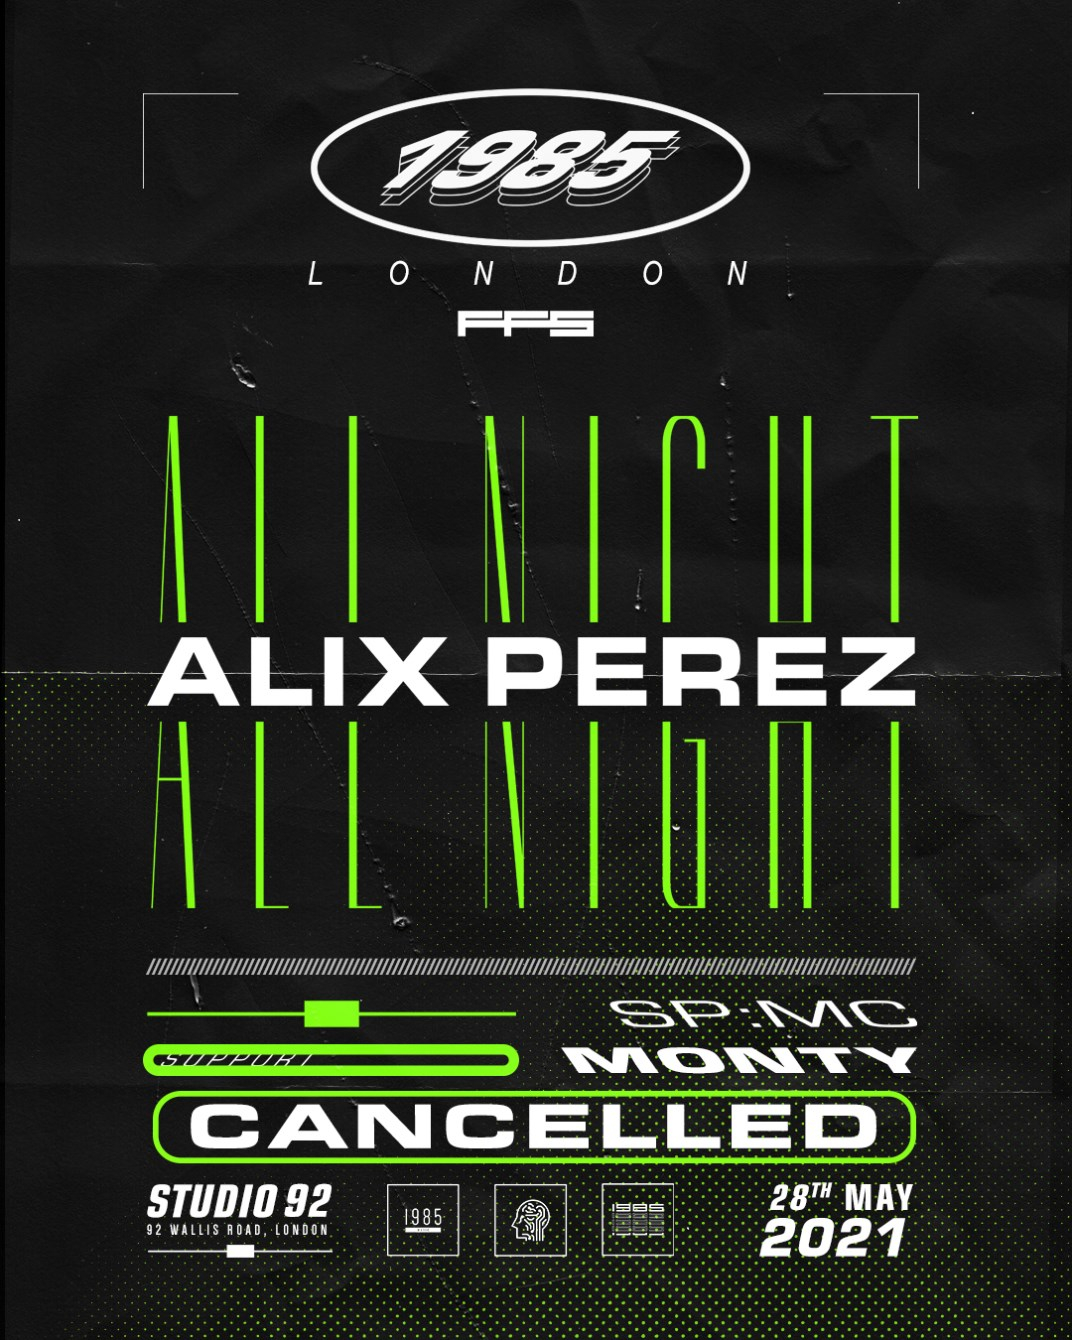 1985
LONDON
FFS
ALL NIGHT
ALIX PEREZ
ALL NIGHT
SP:MC
SUPPORT
MONTY
CANCELLED
STUDIO 92
92 WALLIS ROAD, LONDON
1985
1985
28TH MAY
2021